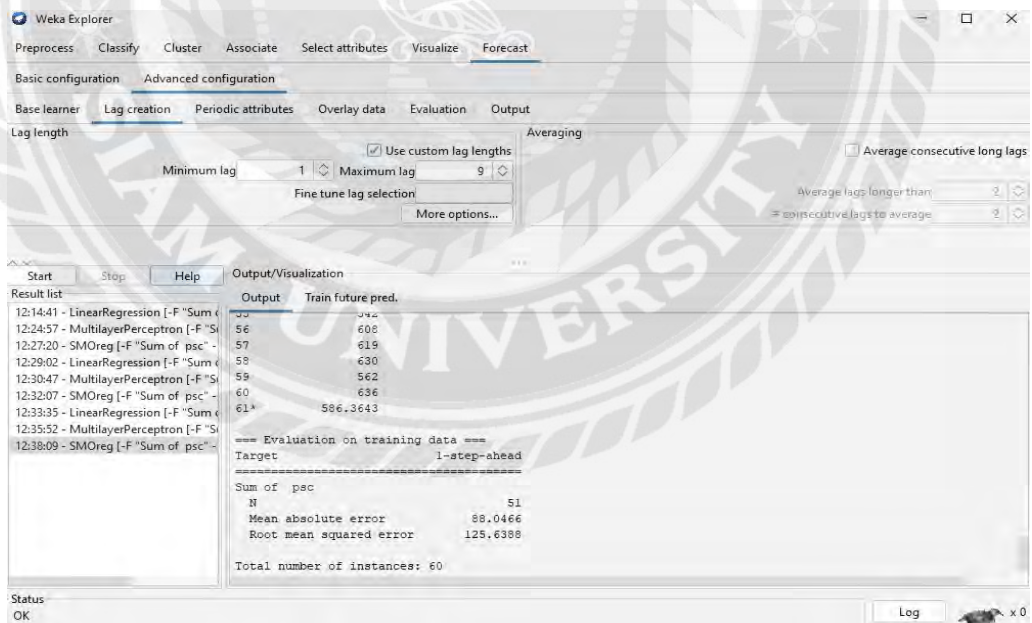 Weka Explorer
Preprocess Classify Cluster Associate Select attributes Visualize Forecast
Basic configuration Advanced configuration
Base learner Lag creation Periodic attributes Overlay data Evaluation Output
Lag length
Use custom lag lengths
Minimum lag 1 Maximum lag 9
Fine tune lag selection
More options...
Averaging
Average consecutive long lags
Average lags longer than 2
# consecutive lags to average 2
Start Stop Help
Result list
12:14:41 - LinearRegression [-F "Sum
12:24:57 - MultilayerPerceptron [-F "S
12:27:20 - SMOreg [-F "Sum of psc" -
12:29:02 - LinearRegression [-F "Sum
12:30:47 - MultilayerPerceptron [-F "S
12:32:07 - SMOreg [-F "Sum of psc" -
12:33:35 - LinearRegression [-F "Sum
12:35:52 - MultilayerPerceptron [-F "S
12:38:09 - SMOreg [-F "Sum of psc" -
Output/Visualization
Output Train future pred.
56 608
57 619
58 630
59 562
60 636
61* 586.3643
=== Evaluation on training data ===
Target 1-step-ahead
=======================================
Sum of psc
N 51
Mean absolute error 88.0466
Root mean squared error 125.6388
Total number of instances: 60
Status
OK
Log x 0
SIAM UNIVERSITY